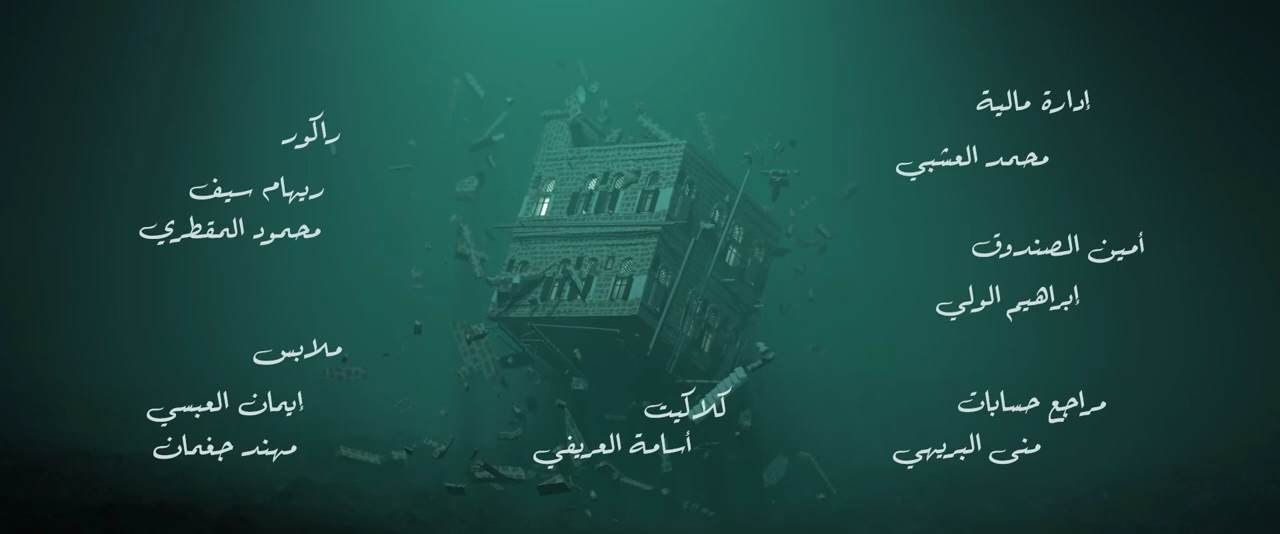 إدارة مالية
محمد العشبي
أمين الصندوق
إبراهيم الولي
مراجع حسابات
منى البريهي
كلاكيت
أسامة العريفي
راكور
ريهام سيف
محمود المقطري
ملابس
إيمان العبسي
مهند جغمان